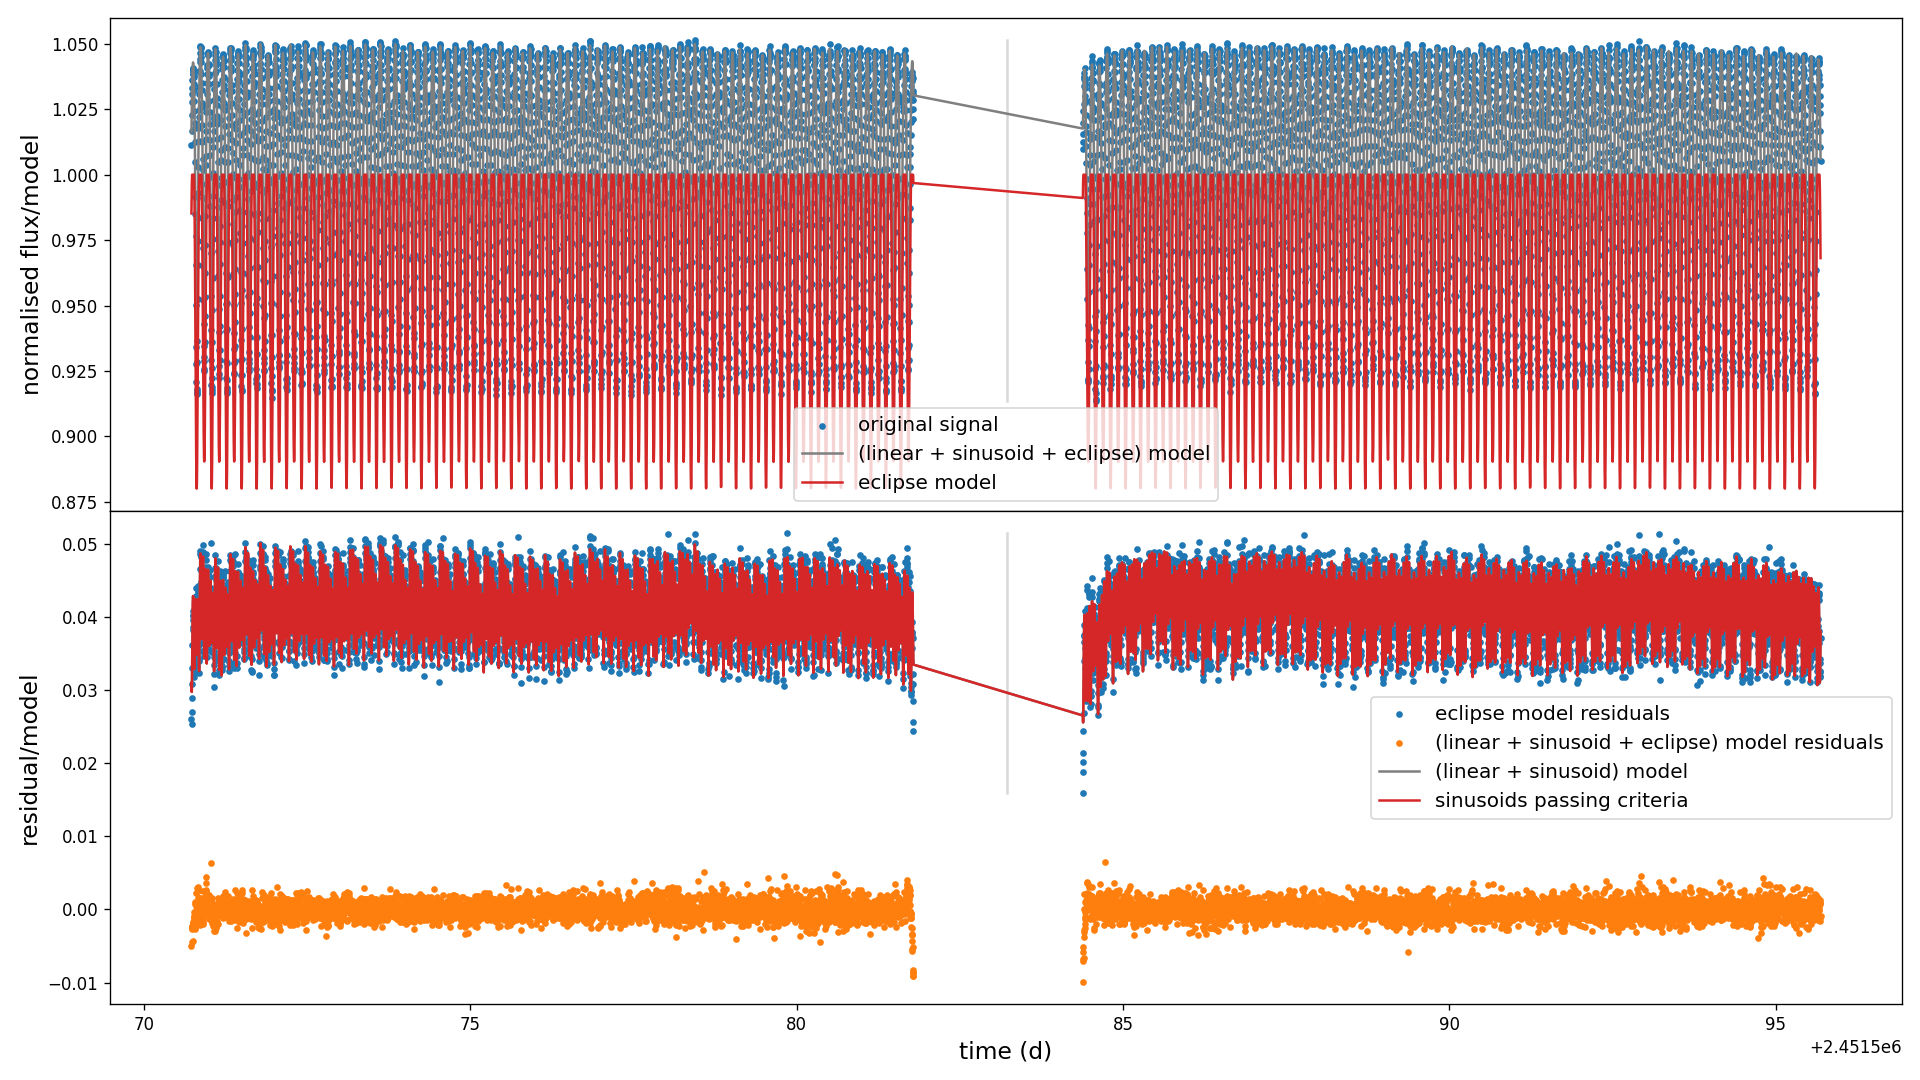 normalised flux/model
1.050
1.025
1.000
0.975
0.950
0.925
0.900
0.875
original signal
(linear + sinusoid + eclipse) model
eclipse model
residual/model
0.05
0.04
0.03
0.02
0.01
0.00
−0.01
eclipse model residuals
(linear + sinusoid + eclipse) model residuals
(linear + sinusoid) model
sinusoids passing criteria
70 75 80 85 90 95
time (d)
+2.4515e6